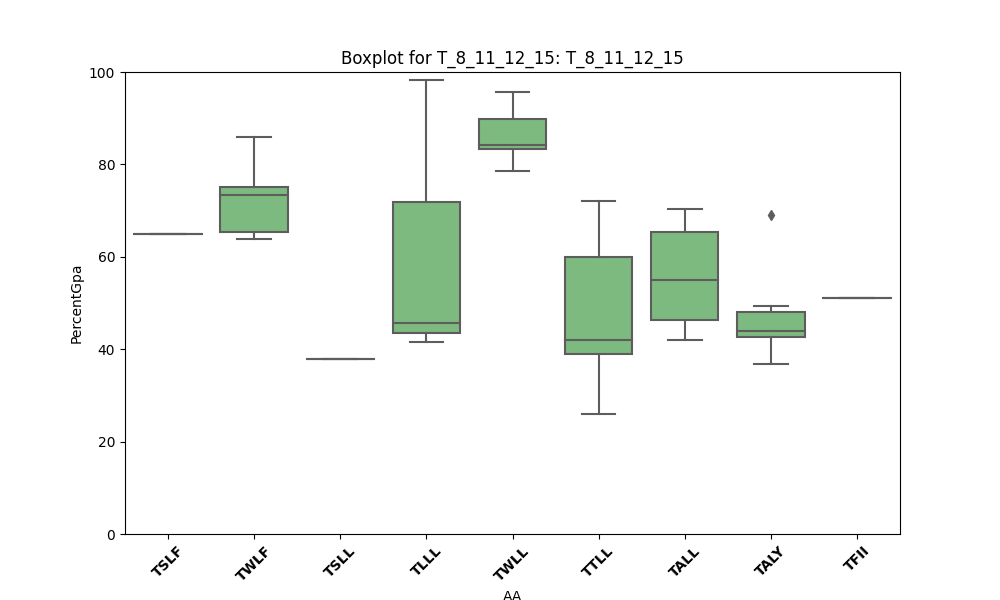 Boxplot for T_8_11_12_15: T_8_11_12_15
PercentGpa
100
80
60
40
20
0
TSLF
TWLF
TSLL
TLLL
TWLL
TTLL
TALL
TALY
TFII
AA